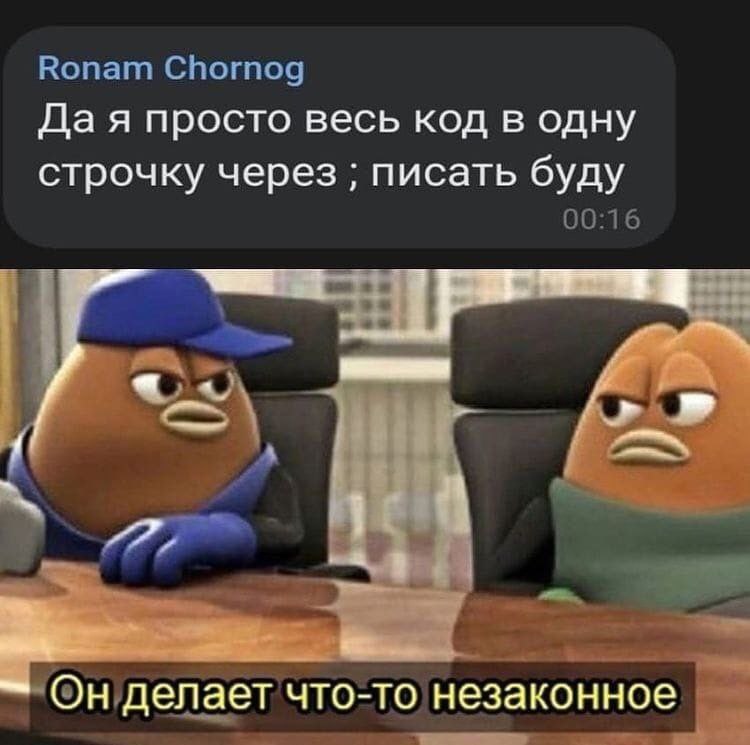 Ronam Chornog
Да я просто весь код в одну
строчку через ; писать буду
00:16
Он делает что-то незаконное